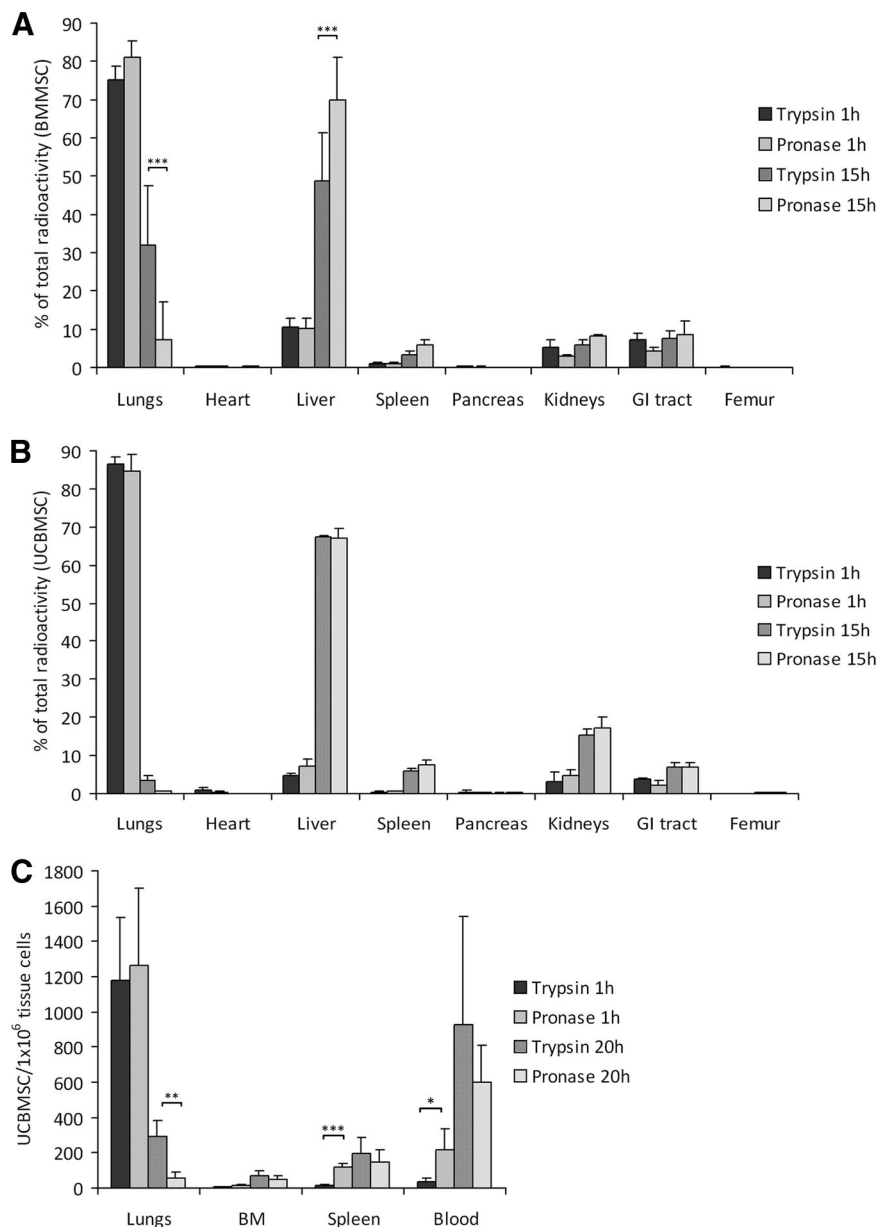 A
% of total radioactivity (BMMSC)
90
80
70
60
50
40
30
20
10
0
***
***
Trypsin 1h
Pronase 1h
Trypsin 15h
Pronase 15h
Lungs Heart Liver Spleen Pancreas Kidneys GI tract Femur
B
% of total radioactivity (UCBMSC)
90
80
70
60
50
40
30
20
10
0
Trypsin 1h
Pronase 1h
Trypsin 15h
Pronase 15h
Lungs Heart Liver Spleen Pancreas Kidneys GI tract Femur
C
UCBMSC/1x10⁶ tissue cells
1800
1600
1400
1200
1000
800
600
400
200
0
**
***
*
Trypsin 1h
Pronase 1h
Trypsin 20h
Pronase 20h
Lungs BM Spleen Blood